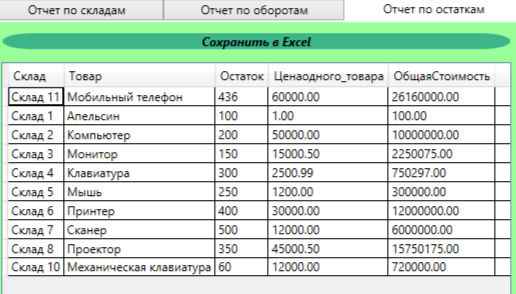 Отчет по складам Отчет по оборотам Отчет по остаткам
Сохранить в Excel
Склад Товар Остаток Ценаодного_товара ОбщаяСтоимость
Склад 11 Мобильный телефон 436 60000.00 26160000.00
Склад 1 Апельсин 100 1.00 100.00
Склад 2 Компьютер 200 50000.00 10000000.00
Склад 3 Монитор 150 15000.50 2250075.00
Склад 4 Клавиатура 300 2500.99 750297.00
Склад 5 Мышь 250 1200.00 300000.00
Склад 6 Принтер 400 30000.00 12000000.00
Склад 7 Сканер 500 12000.00 6000000.00
Склад 8 Проектор 350 45000.50 15750175.00
Склад 10 Механическая клавиатура 60 12000.00 720000.00